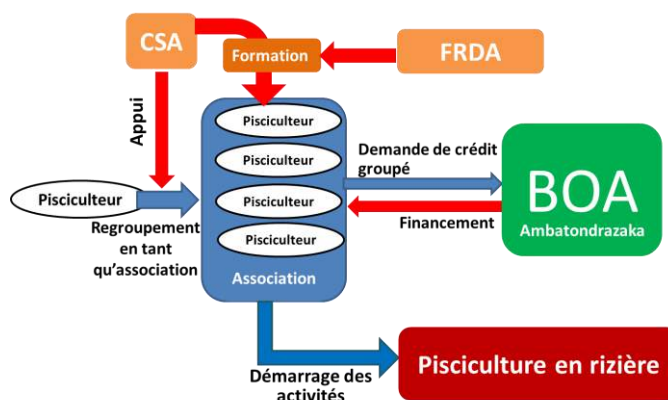 CSA
Formation
FRDA
Appui
Pisciculteur
Pisciculteur
Pisciculteur
Pisciculteur
Association
Pisciculteur
Regroupement
en tant
qu'association
Demande de crédit
groupé
Financement
BOA
Ambatondrazaka
Démarrage des
activités
Pisciculture en rizière